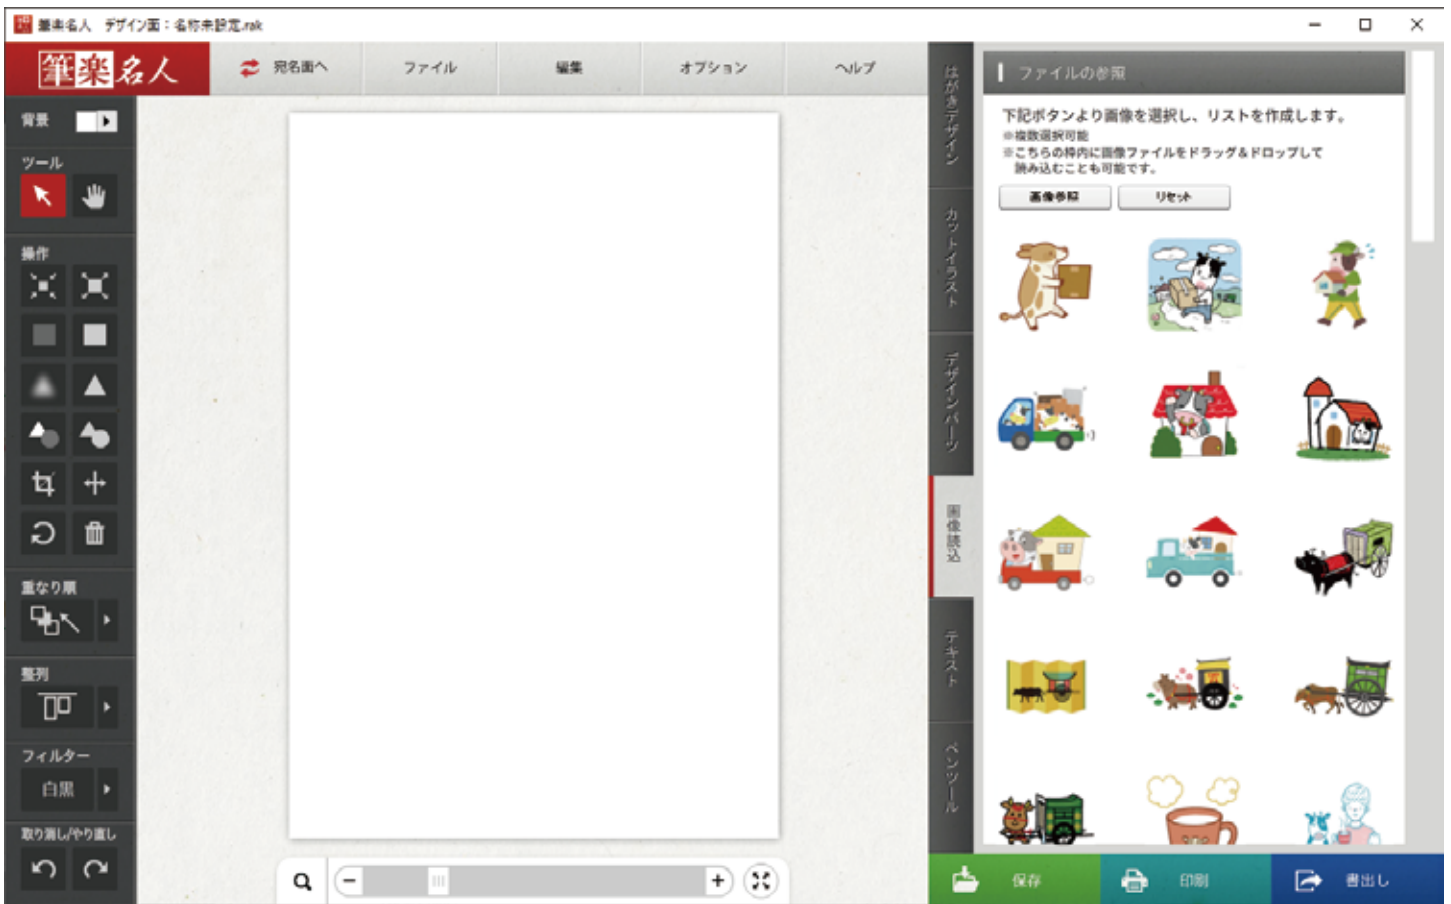 筆楽名人 デザイン面：名称未設定.rak
筆楽名人
宛名面へ
ファイル
編集
オプション
ヘルプ
背景
ツール
操作
重なり順
整列
フィルター
白黒
取り消し/やり直し
はがきデザイン
カットイラスト
デザインパーツ
画像読込
テキスト
ペンツール
ファイルの参照
下記ボタンより画像を選択し、リストを作成します。
※複数選択可能
※こちらの枠内に画像ファイルをドラッグ&ドロップして
読み込むことも可能です。
画像参照
リセット
保存
印刷
書出し